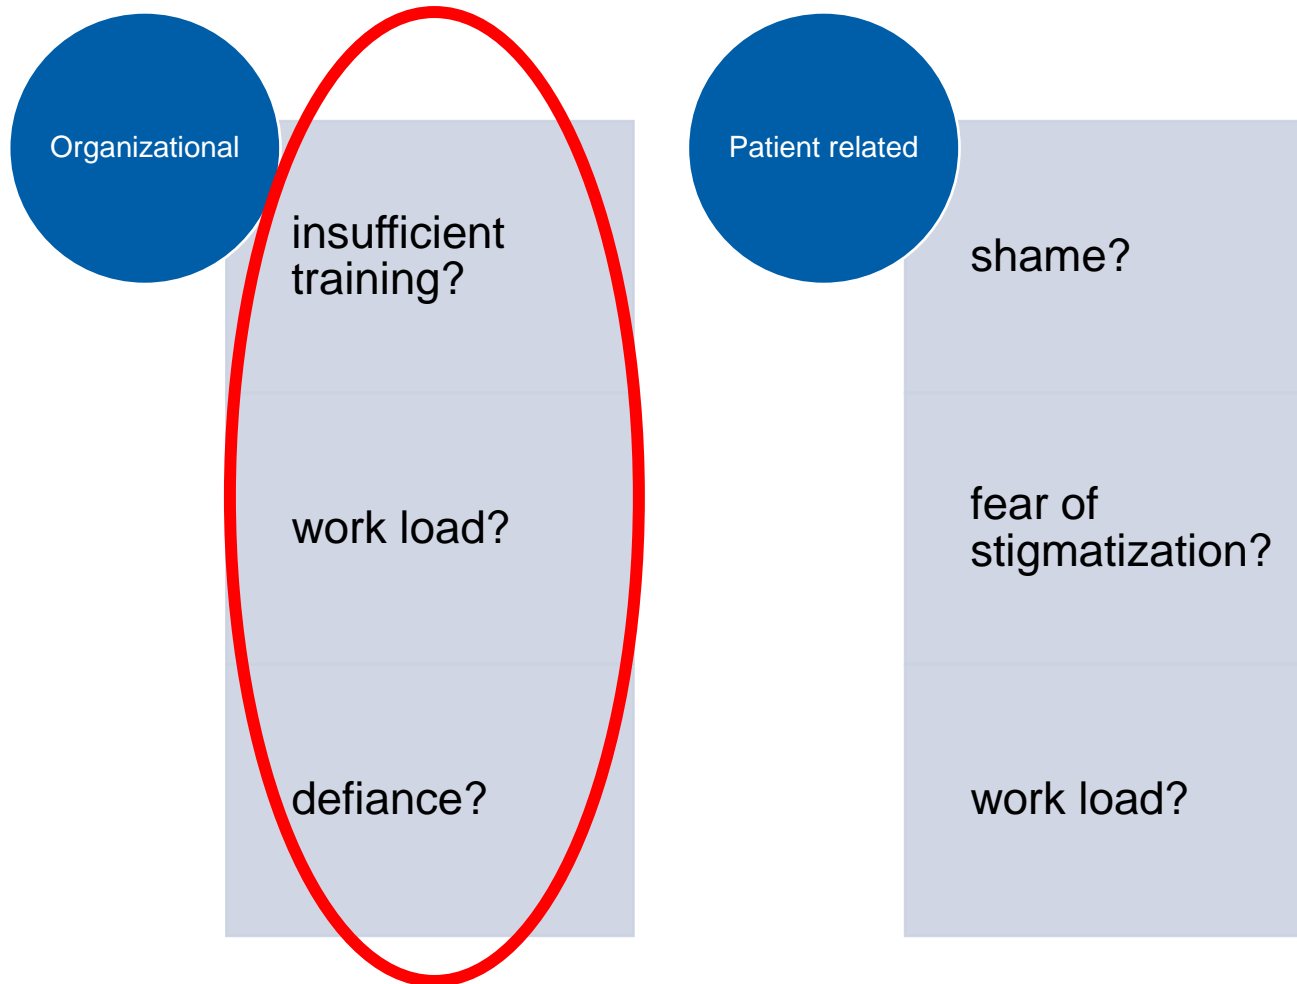 Organizational
insufficient
training?
work load?
defiance?
Patient related
shame?
fear of
stigmatization?
work load?